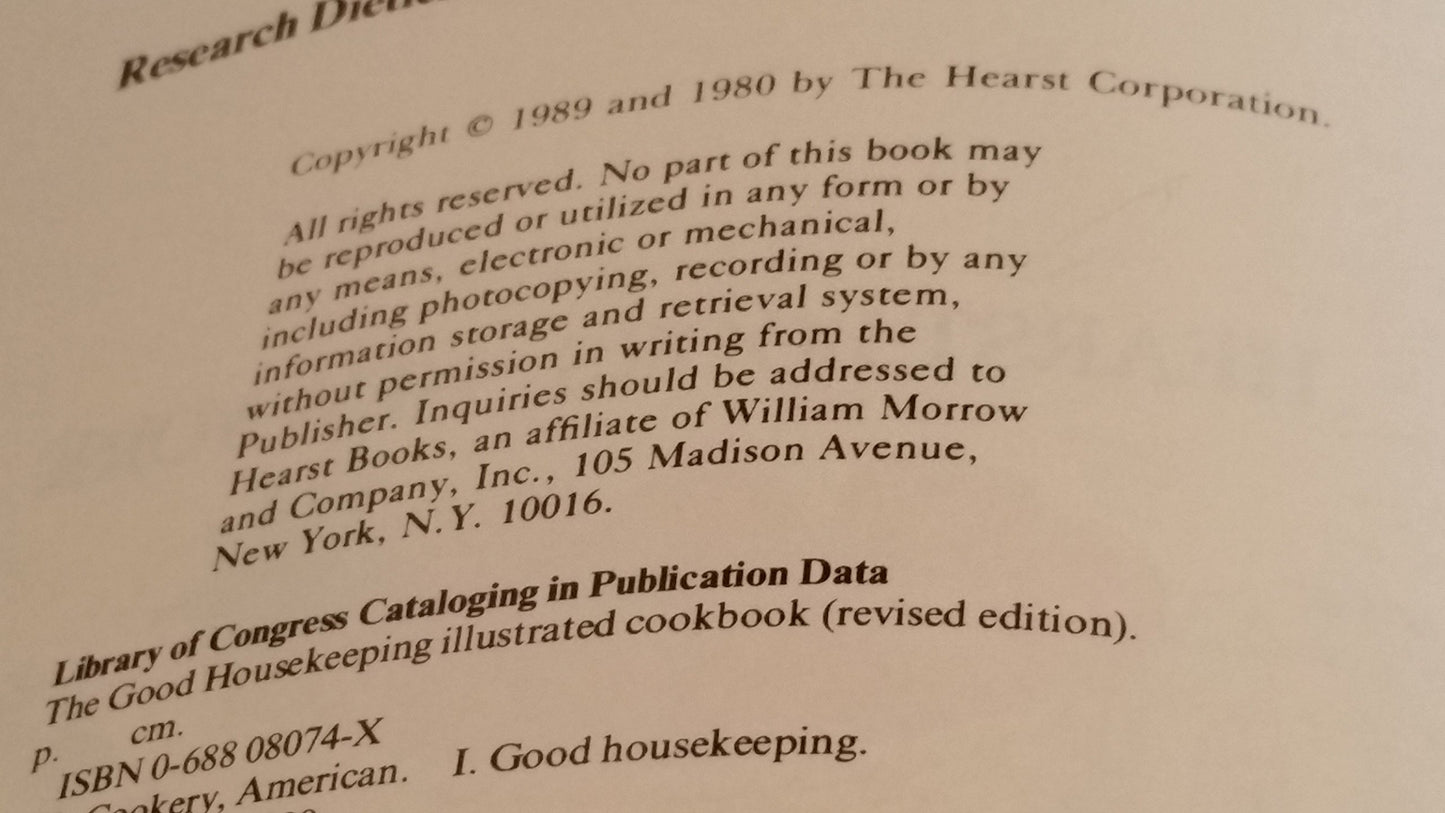 Research
Copyright © 1989 and 1980 by The Hearst Corporation.
All rights reserved. No part of this book may
be reproduced or utilized in any form or by
any means, electronic or mechanical,
including photocopying, recording or by any
information storage and retrieval system,
without permission in writing from the
Publisher. Inquiries should be addressed to
Hearst Books, an affiliate of William Morrow
and Company, Inc., 105 Madison Avenue,
New York, N.Y. 10016.
Library of Congress Cataloging in Publication Data
The Good Housekeeping illustrated cookbook (revised edition).
p. cm.
ISBN 0-688 08074-X
Cookery, American. I. Good housekeeping.